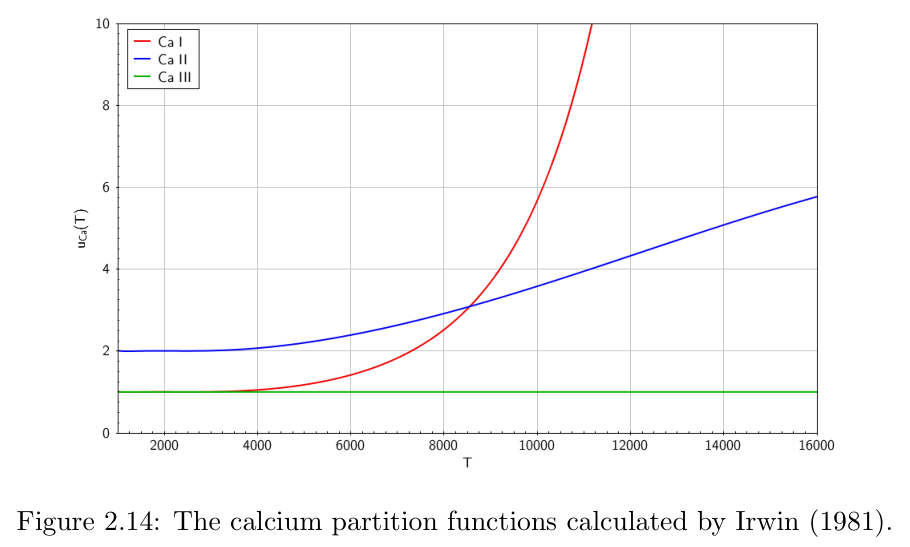 10
8
6
4
2
0
u_Ca(T)
Ca I
Ca II
Ca III
2000 4000 6000 8000 10000 12000 14000 16000
T
Figure 2.14: The calcium partition functions calculated by Irwin (1981).